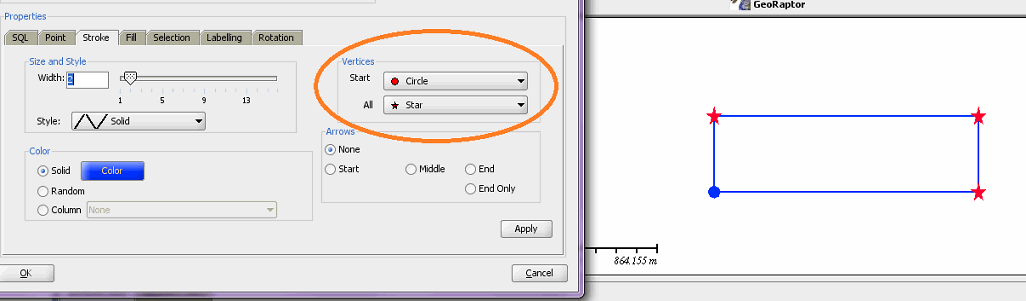 GeoRaptor
Properties
SQL Point Stroke Fill Selection Labelling Rotation
Size and Style
Width: 2
1 5 9 13
Style: Solid
Vertices
Start Circle
All Star
Arrows
None
Start Middle End
End Only
Color
Solid Color
Random
Column None
Apply
OK Cancel
864.155 m